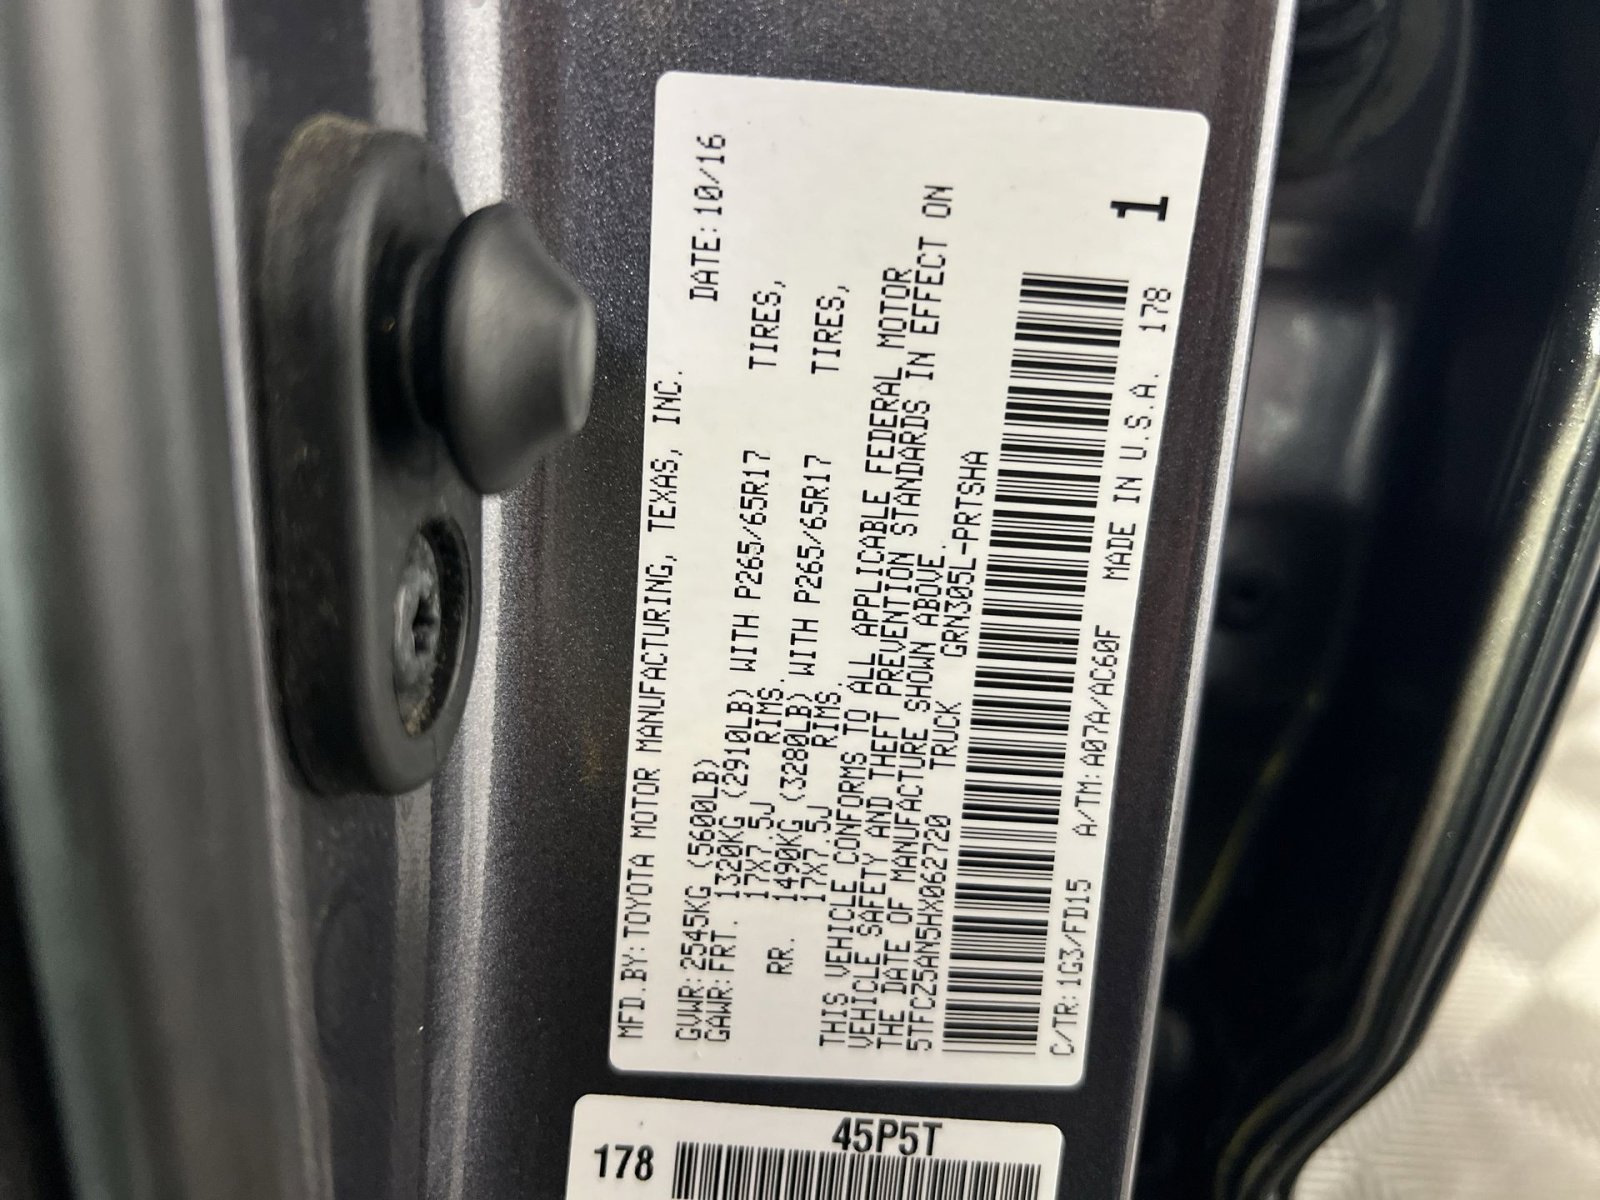 MFD.BY:TOYOTA MOTOR MANUFACTURING, TEXAS, INC.
DATE:10/16
GVWR:2545KG (5600LB)
GAWR:FRT. 1320KG (2910LB) WITH P265/65R17 TIRES,
17X7.5J RIMS.
RR. 1490KG (3280LB) WITH P265/65R17 TIRES,
17X7.5J RIMS.
THIS VEHICLE CONFORMS TO ALL APPLICABLE FEDERAL MOTOR
VEHICLE SAFETY AND THEFT PREVENTION STANDARDS IN EFFECT ON
THE DATE OF MANUFACTURE SHOWN ABOVE.
5TFCZ5AN5HX062720 TRUCK GRN305L-PRTSHA
1
C/TR:1G3/FD15 A/TM:A07A/AC60F MADE IN U.S.A. 178
45P5T
178